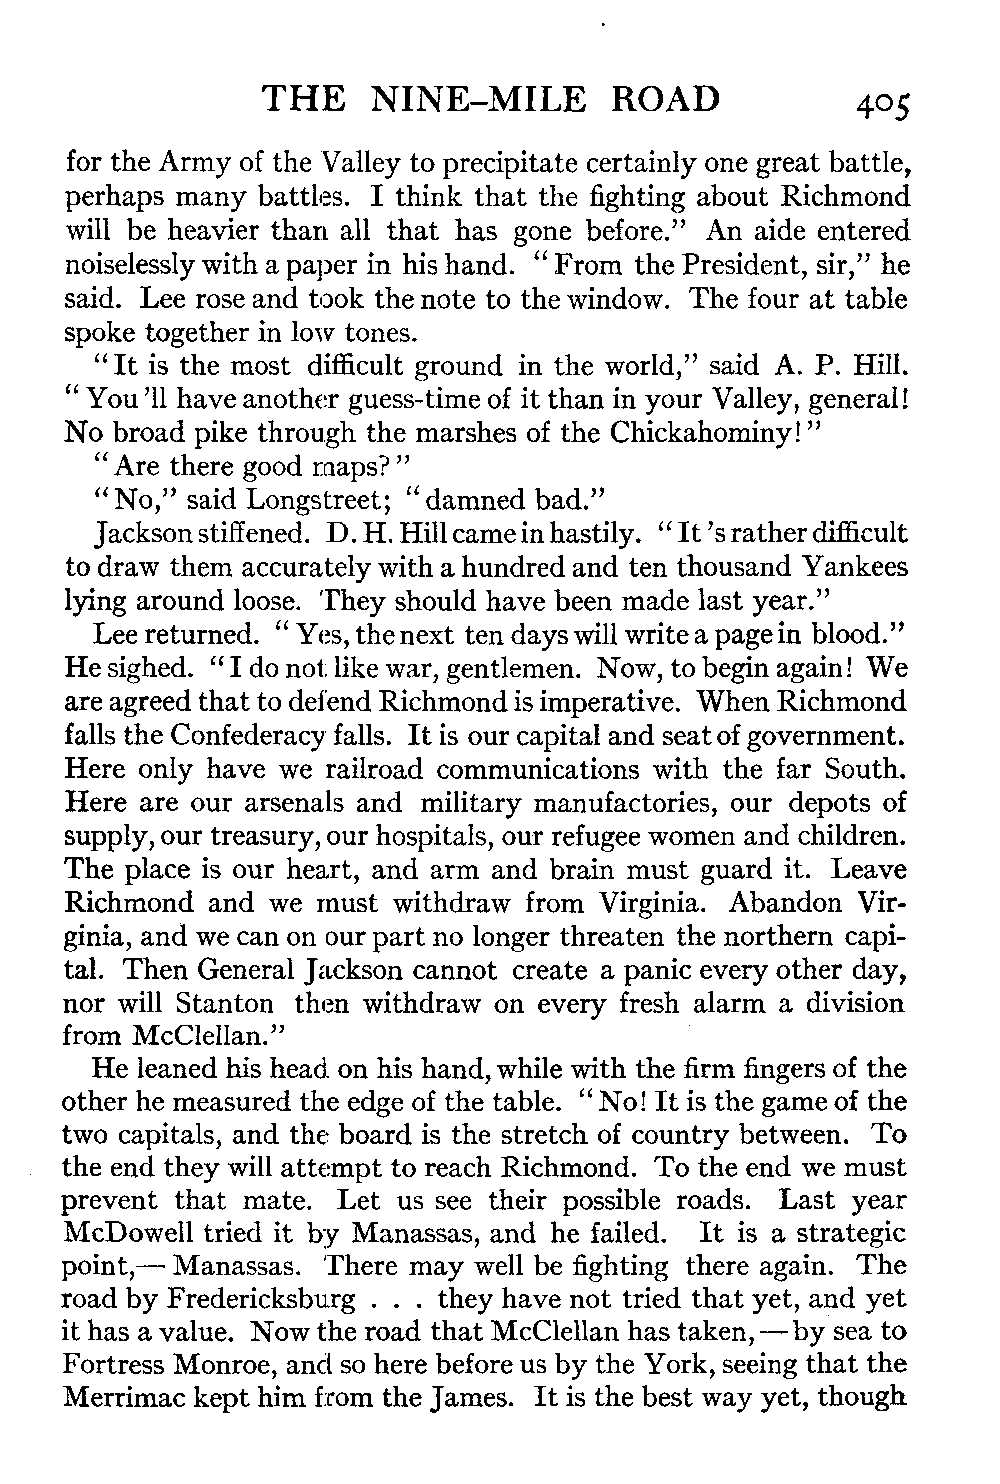 THE NINE-MILE ROAD 405
for the Army of the Valley to precipitate certainly one great battle,
perhaps many battles. I think that the fighting about Richmond
will be heavier than all that has gone before.” An aide entered
noiselessly with a paper in his hand. “From the President, sir,” he
said. Lee rose and took the note to the window. The four at table
spoke together in low tones.
“It is the most difficult ground in the world,” said A. P. Hill.
“You’ll have another guess-time of it than in your Valley, general!
No broad pike through the marshes of the Chickahominy!”
“Are there good maps?”
“No,” said Longstreet; “damned bad.”
Jackson stiffened. D. H. Hill came in hastily. “It’s rather difficult
to draw them accurately with a hundred and ten thousand Yankees
lying around loose. They should have been made last year.”
Lee returned. “Yes, the next ten days will write a page in blood.”
He sighed. “I do not like war, gentlemen. Now, to begin again! We
are agreed that to defend Richmond is imperative. When Richmond
falls the Confederacy falls. It is our capital and seat of government.
Here only have we railroad communications with the far South.
Here are our arsenals and military manufactories, our depots of
supply, our treasury, our hospitals, our refugee women and children.
The place is our heart, and arm and brain must guard it. Leave
Richmond and we must withdraw from Virginia. Abandon Vir-
ginia, and we can on our part no longer threaten the northern capi-
tal. Then General Jackson cannot create a panic every other day,
nor will Stanton then withdraw on every fresh alarm a division
from McClellan.”
He leaned his head on his hand, while with the firm fingers of the
other he measured the edge of the table. “No! It is the game of the
two capitals, and the board is the stretch of country between. To
the end they will attempt to reach Richmond. To the end we must
prevent that mate. Let us see their possible roads. Last year
McDowell tried it by Manassas, and he failed. It is a strategic
point,— Manassas. There may well be fighting there again. The
road by Fredericksburg . . . they have not tried that yet, and yet
it has a value. Now the road that McClellan has taken,—by sea to
Fortress Monroe, and so here before us by the York, seeing that the
Merrimac kept him from the James. It is the best way yet, though